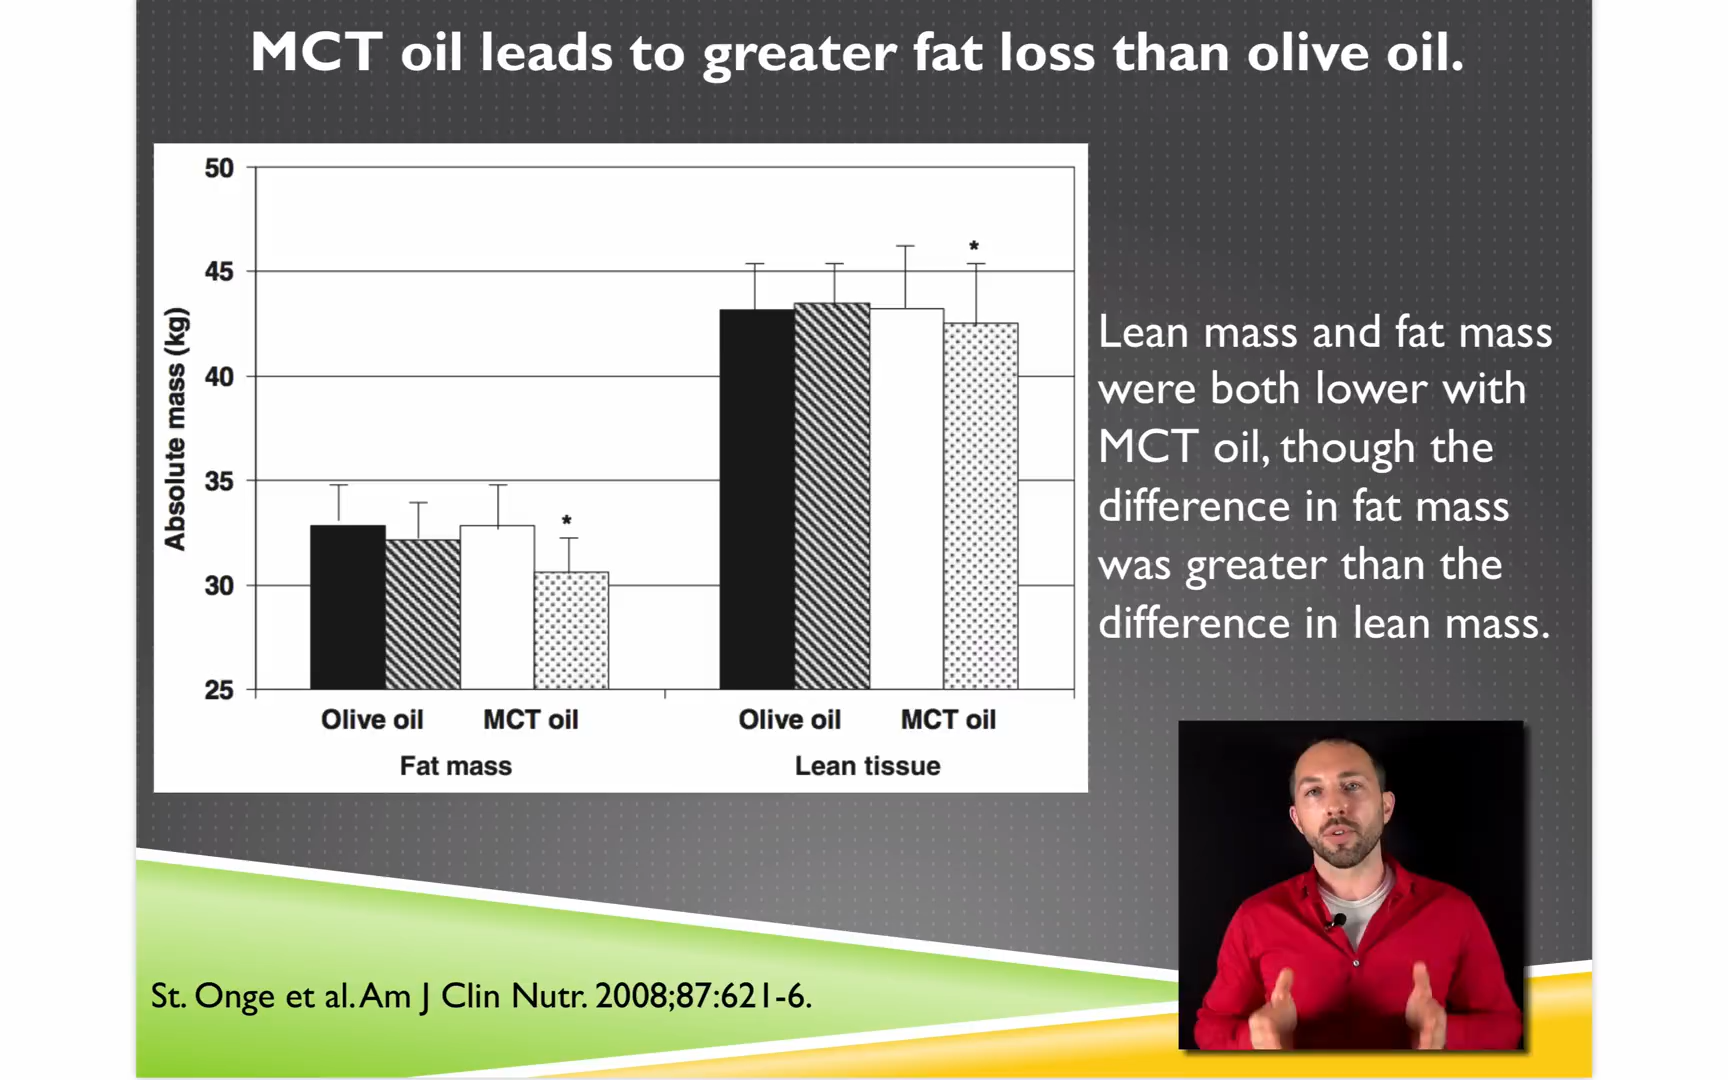 MCT oil leads to greater fat loss than olive oil.
50
45
40
35
30
25
Absolute mass (kg)
*
*
Olive oil
MCT oil
Olive oil
MCT oil
Fat mass
Lean tissue
Lean mass and fat mass
were both lower with
MCT oil, though the
difference in fat mass
was greater than the
difference in lean mass.
St. Onge et al. Am J Clin Nutr. 2008;87:621-6.